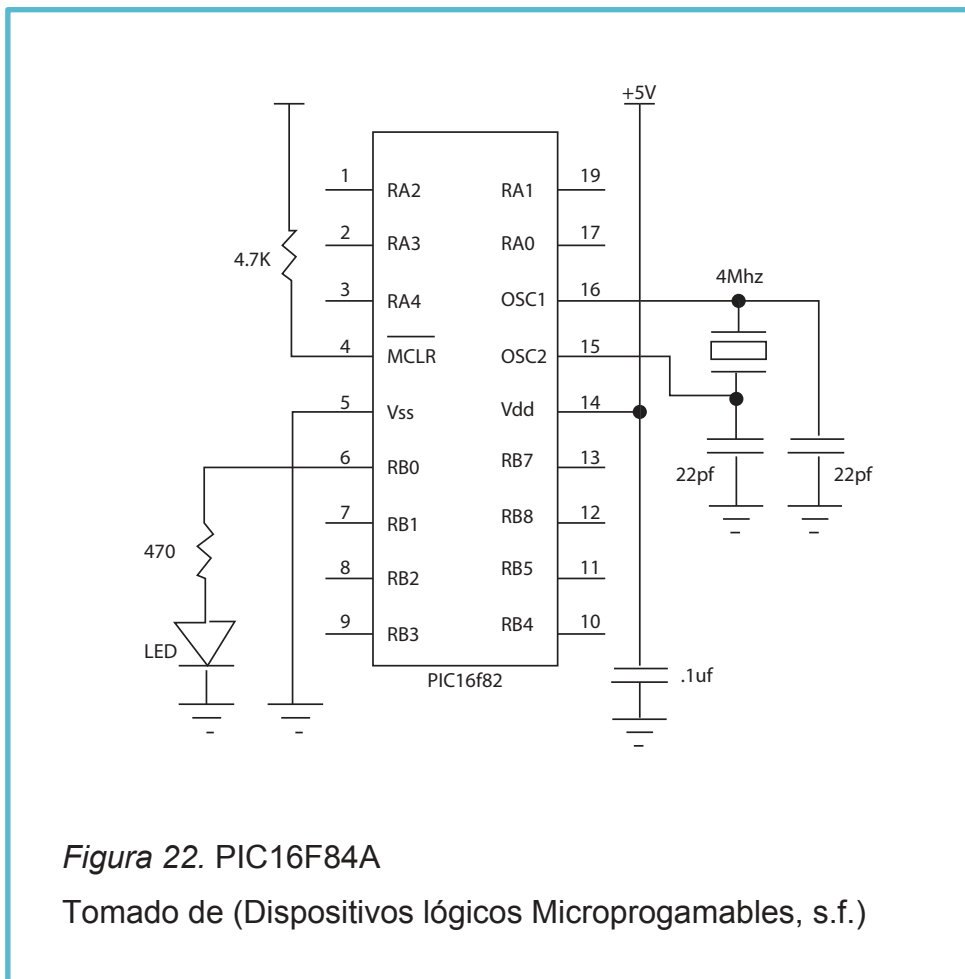 +5V
1 RA2 RA1 19
2 RA3 RA0 17
4.7K
3 RA4 OSC1 16
4Mhz
4 MCLR OSC2 15
5 Vss Vdd 14
6 RB0 RB7 13
22pf 22pf
7 RB1 RB8 12
470
8 RB2 RB5 11
9 RB3 RB4 10
LED
PIC16f82
.1uf
Figura 22. PIC16F84A
Tomado de (Dispositivos lógicos Microprogamables, s.f.)